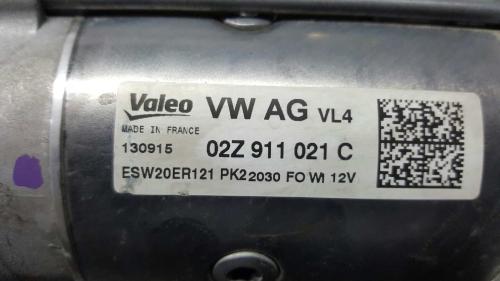 Valeo VW AG VL4
MADE IN FRANCE
130915 02Z 911 021 C
ESW20ER121 PK22030 FO WI 12V